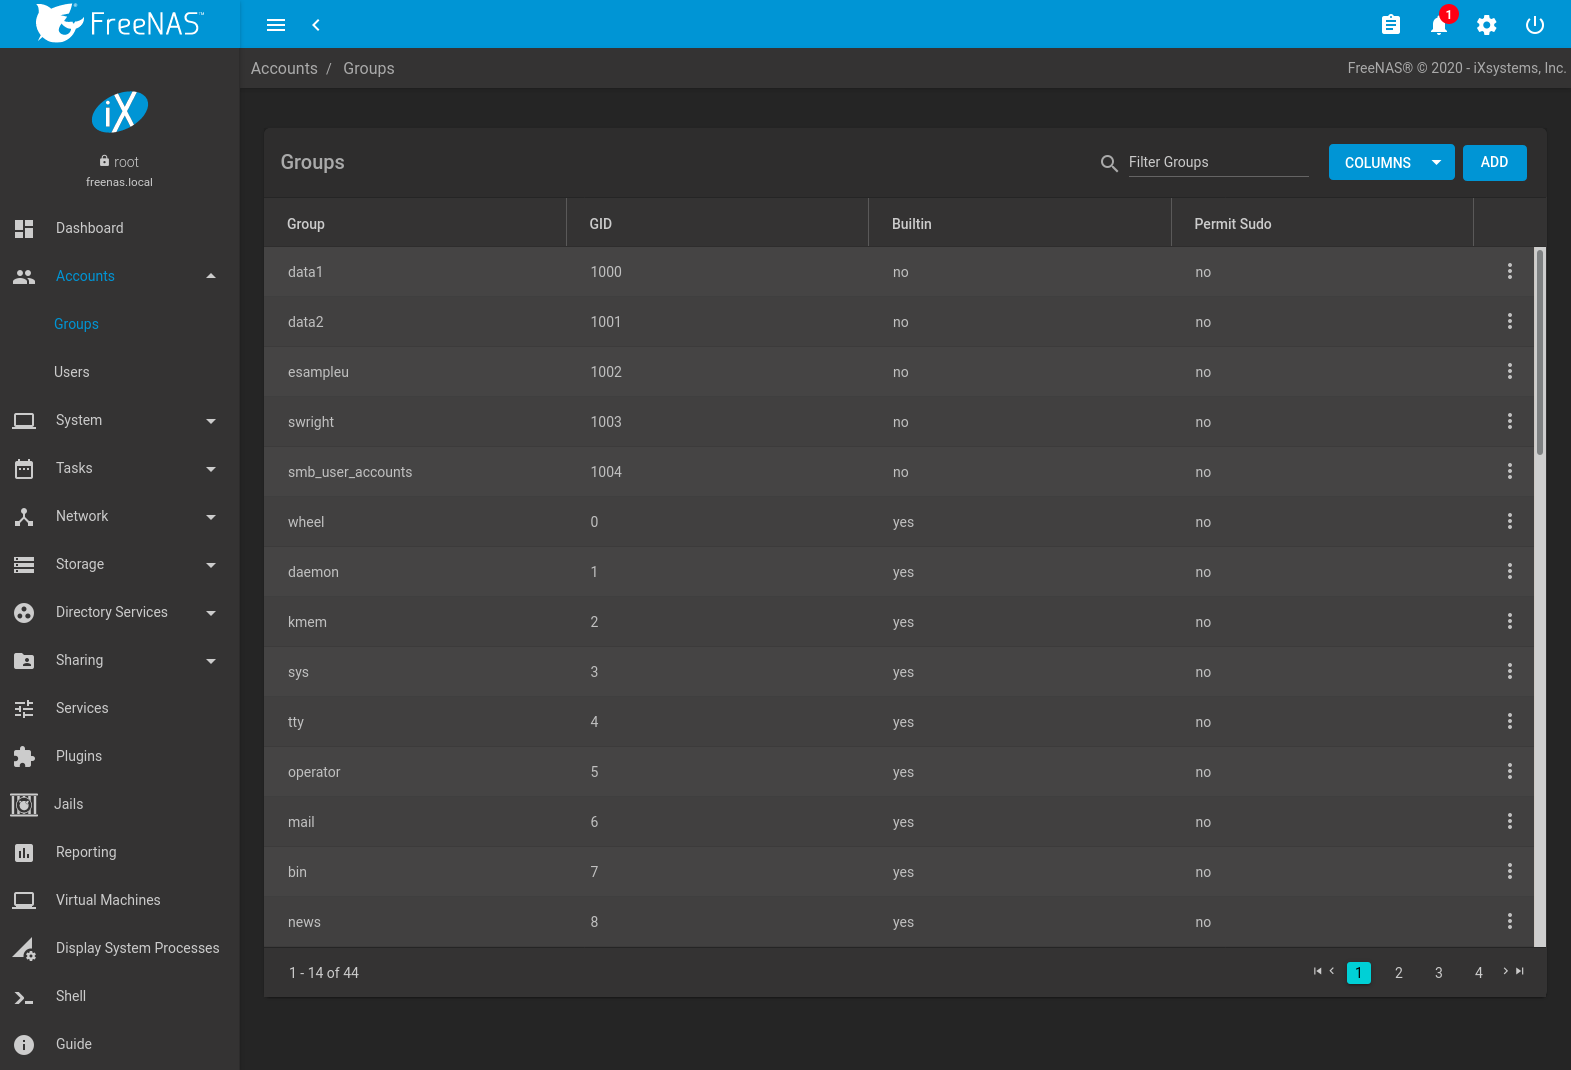 FreeNAS™
1
Accounts / Groups
FreeNAS® © 2020 - iXsystems, Inc.
iX
root
freenas.local
Dashboard
Accounts
Groups
Users
System
Tasks
Network
Storage
Directory Services
Sharing
Services
Plugins
Jails
Reporting
Virtual Machines
Display System Processes
Shell
Guide
Groups
Filter Groups
COLUMNS
ADD
Group GID Builtin Permit Sudo
data1 1000 no no
data2 1001 no no
esampleu 1002 no no
swright 1003 no no
smb_user_accounts 1004 no no
wheel 0 yes no
daemon 1 yes no
kmem 2 yes no
sys 3 yes no
tty 4 yes no
operator 5 yes no
mail 6 yes no
bin 7 yes no
news 8 yes no
1 - 14 of 44
1 2 3 4